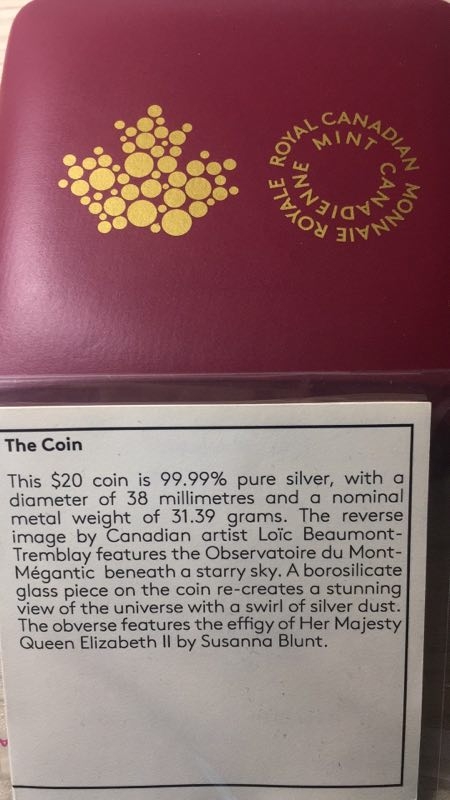 ROYAL CANADIAN MINT
MONNAIE ROYALE CANADIENNE
The Coin
This $20 coin is 99.99% pure silver, with a
diameter of 38 millimetres and a nominal
metal weight of 31.39 grams. The reverse
image by Canadian artist Loïc Beaumont-
Tremblay features the Observatoire du Mont-
Mégantic beneath a starry sky. A borosilicate
glass piece on the coin re-creates a stunning
view of the universe with a swirl of silver dust.
The obverse features the effigy of Her Majesty
Queen Elizabeth II by Susanna Blunt.